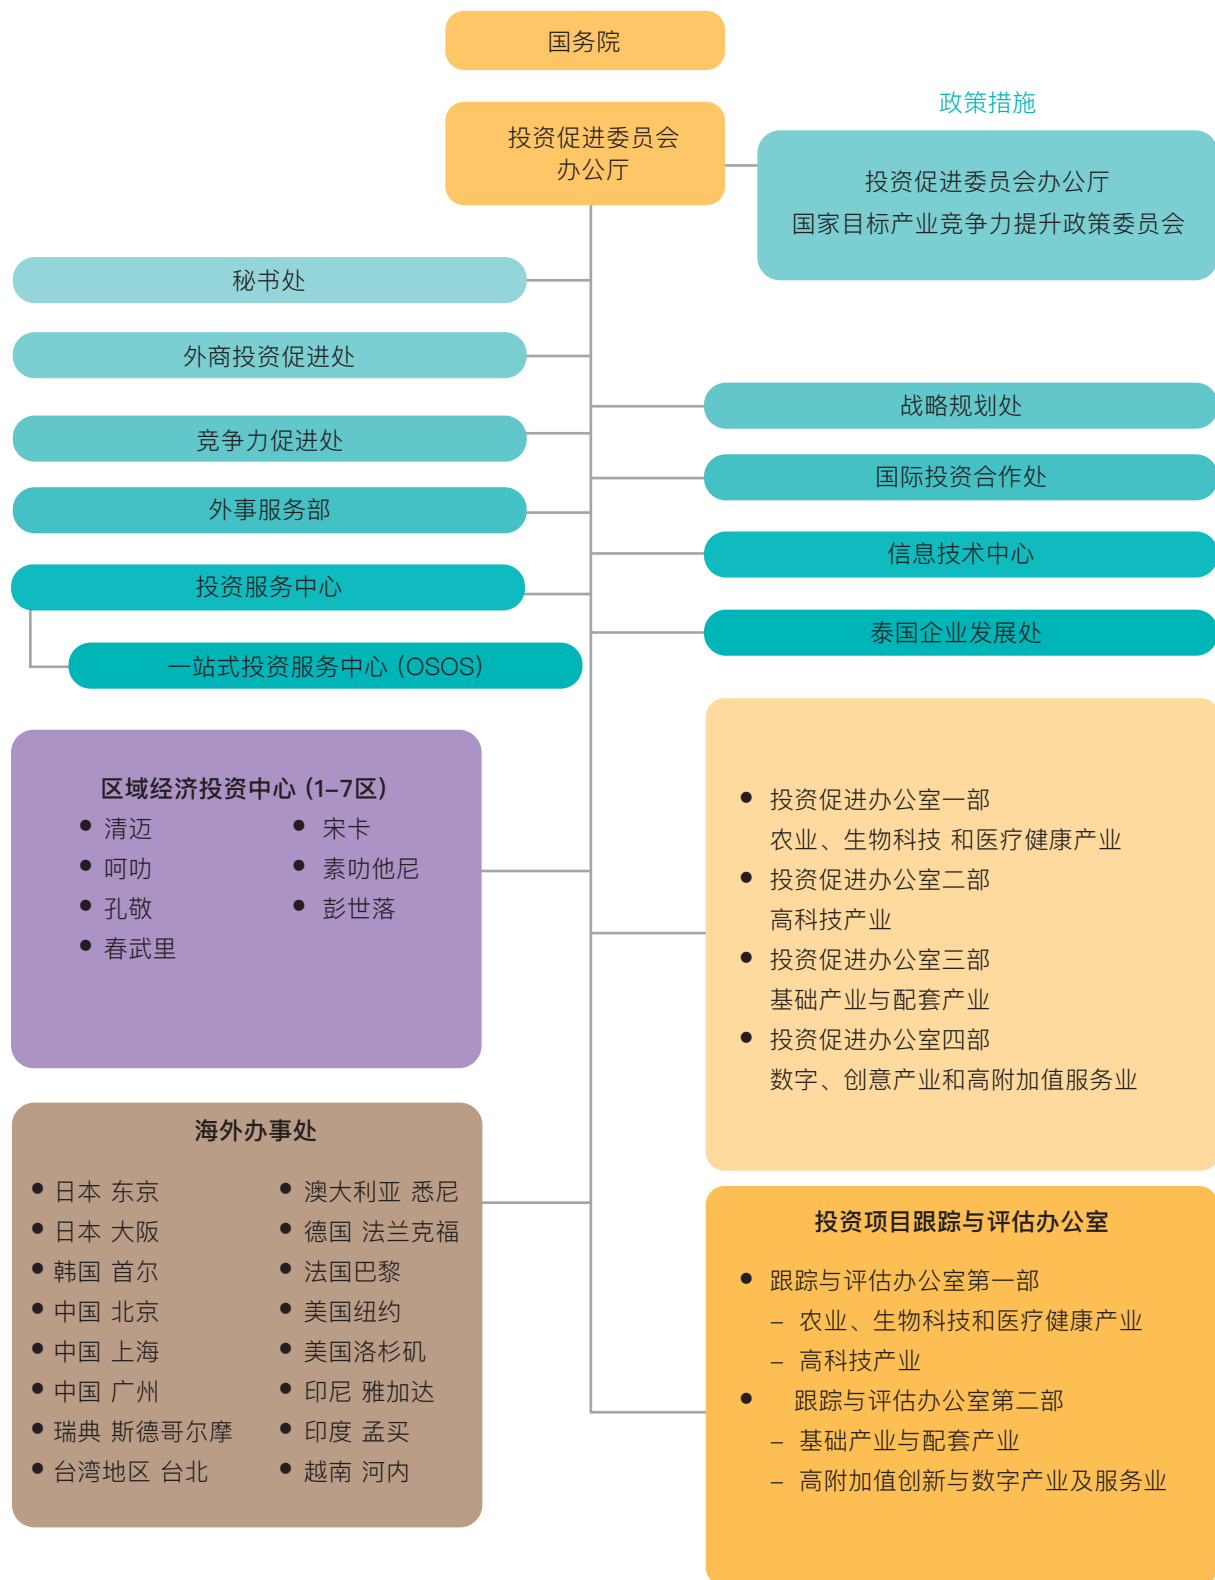 国务院
投资促进委员会
办公厅
政策措施
投资促进委员会办公厅
国家目标产业竞争力提升政策委员会
秘书处
外商投资促进处
竞争力促进处
外事服务部
投资服务中心
一站式投资服务中心 (OSOS)
战略规划处
国际投资合作处
信息技术中心
泰国企业发展处
区域经济投资中心 (1–7区)
● 清迈
● 呵叻
● 孔敬
● 春武里
● 宋卡
● 素叻他尼
● 彭世落
● 投资促进办公室一部
农业、生物科技 和医疗健康产业
● 投资促进办公室二部
高科技产业
● 投资促进办公室三部
基础产业与配套产业
● 投资促进办公室四部
数字、创意产业和高附加值服务业
海外办事处
● 日本 东京
● 日本 大阪
● 韩国 首尔
● 中国 北京
● 中国 上海
● 中国 广州
● 瑞典 斯德哥尔摩
● 台湾地区 台北
● 澳大利亚 悉尼
● 德国 法兰克福
● 法国巴黎
● 美国纽约
● 美国洛杉矶
● 印尼 雅加达
● 印度 孟买
● 越南 河内
投资项目跟踪与评估办公室
● 跟踪与评估办公室第一部
– 农业、生物科技和医疗健康产业
– 高科技产业
● 跟踪与评估办公室第二部
– 基础产业与配套产业
– 高附加值创新与数字产业及服务业